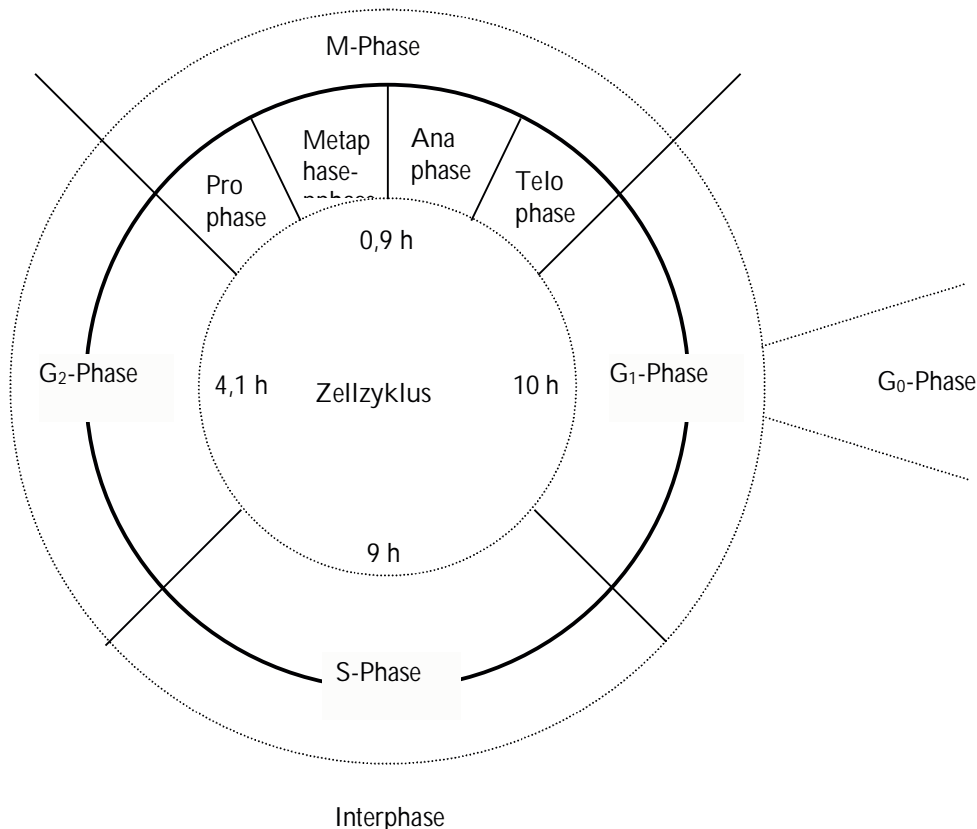 M-Phase
Metap
hase-
Ana
phase
Pro
phase
Telo
phase
0,9 h
G₂-Phase
4,1 h
Zellzyklus
10 h
G₁-Phase
G₀-Phase
9 h
S-Phase
Interphase